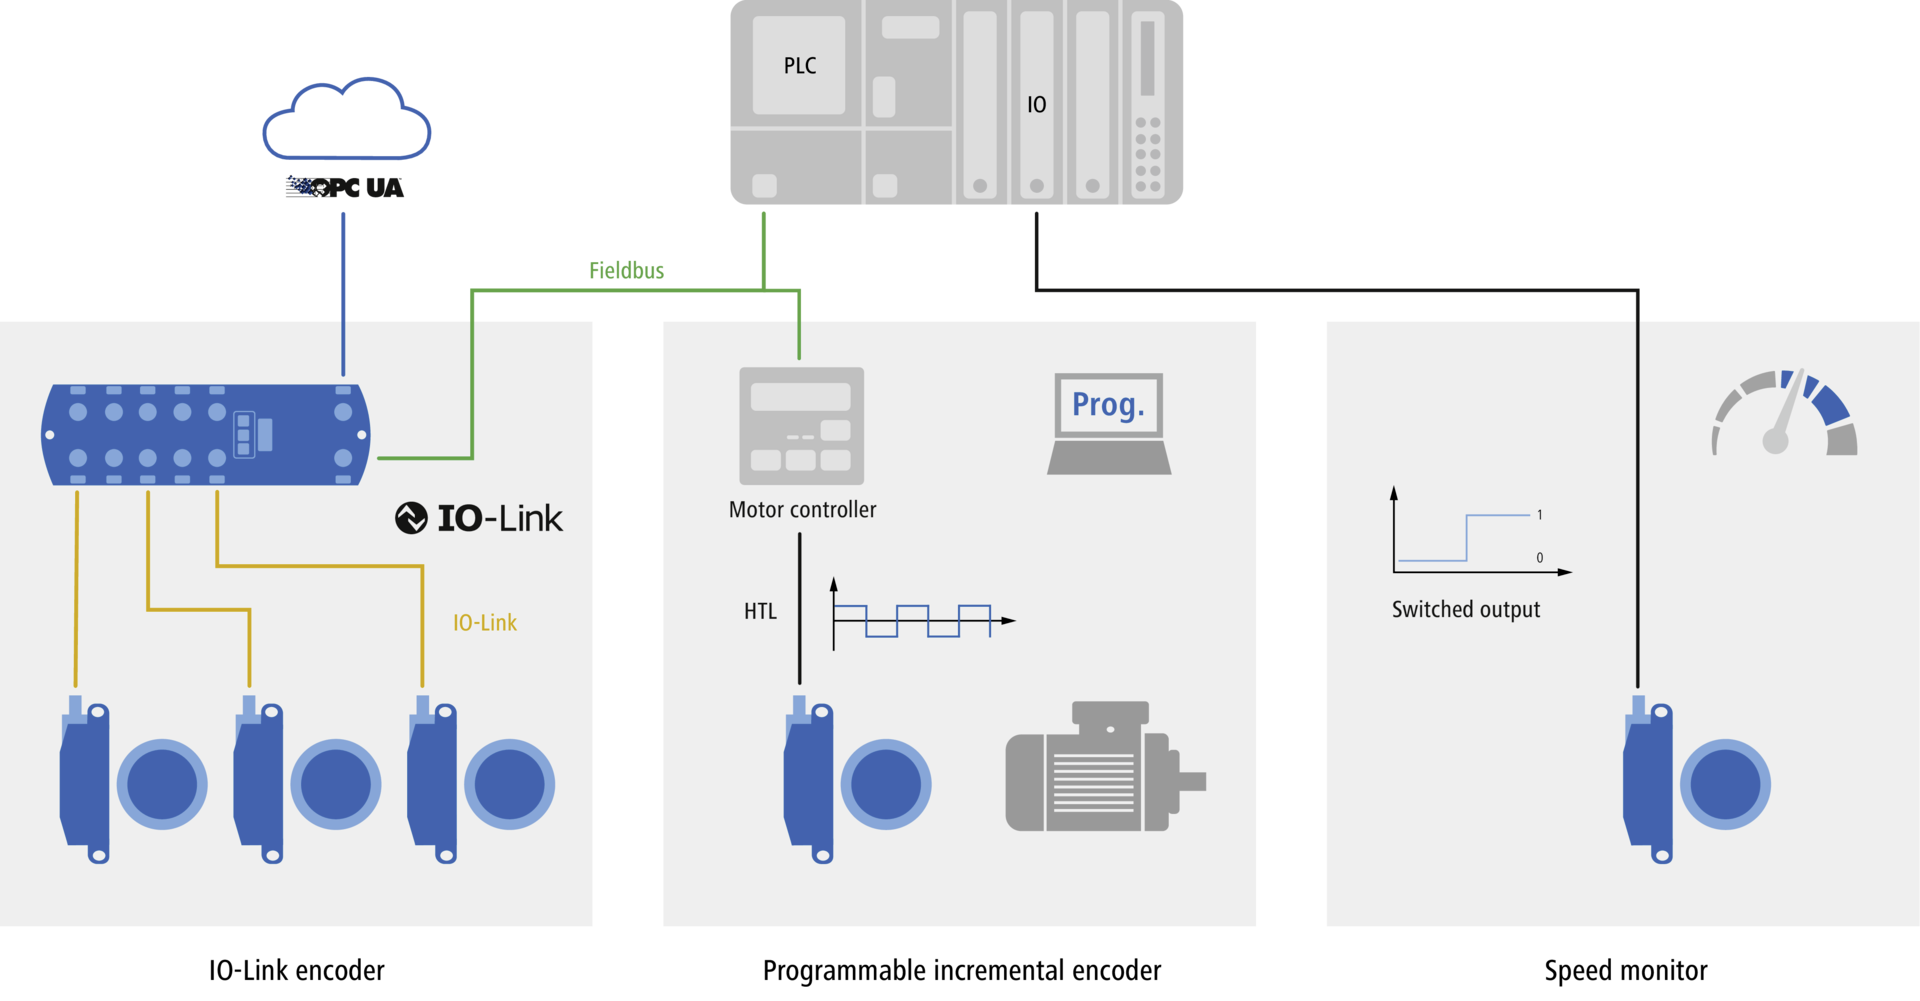 PLC
IO
OPC UA
Fieldbus
Prog.
IO-Link
Motor controller
1
0
HTL
Switched output
IO-Link
IO-Link encoder
Programmable incremental encoder
Speed monitor